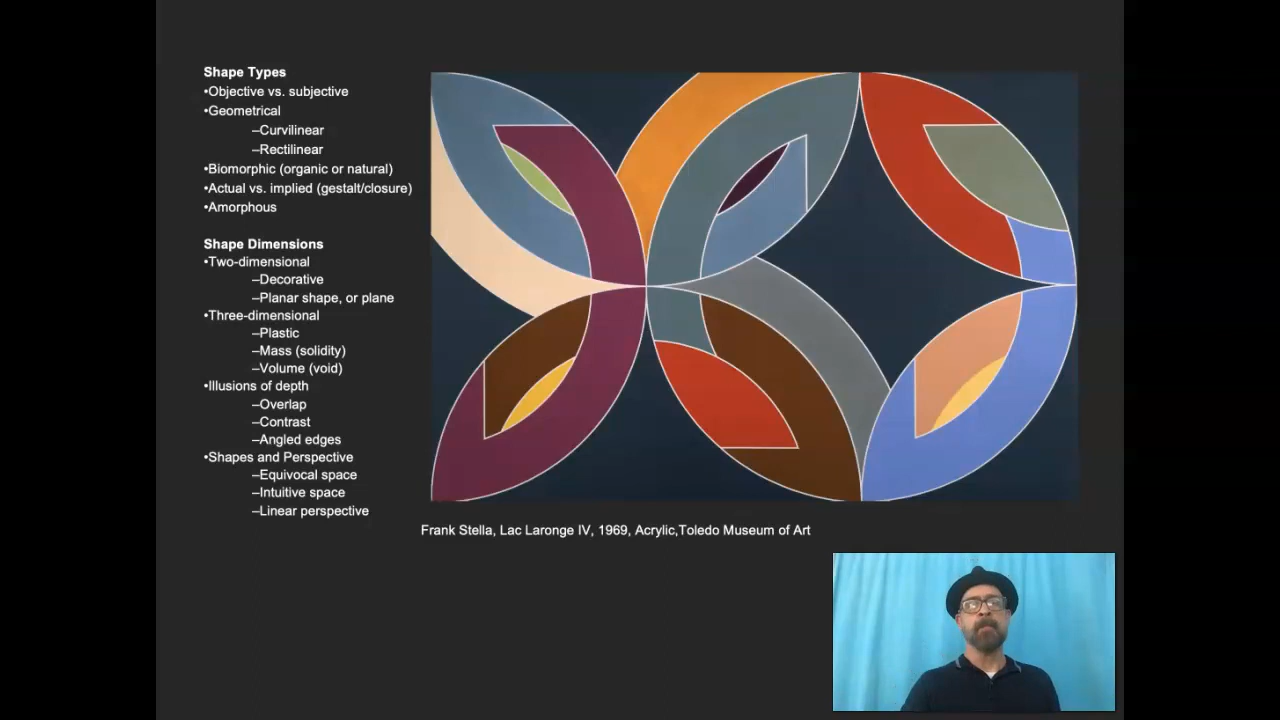 Shape Types
•Objective vs. subjective
•Geometrical
–Curvilinear
–Rectilinear
•Biomorphic (organic or natural)
•Actual vs. implied (gestalt/closure)
•Amorphous
Shape Dimensions
•Two-dimensional
–Decorative
–Planar shape, or plane
•Three-dimensional
–Plastic
–Mass (solidity)
–Volume (void)
•Illusions of depth
–Overlap
–Contrast
–Angled edges
•Shapes and Perspective
–Equivocal space
–Intuitive space
–Linear perspective
Frank Stella, Lac Laronge IV, 1969, Acrylic,Toledo Museum of Art